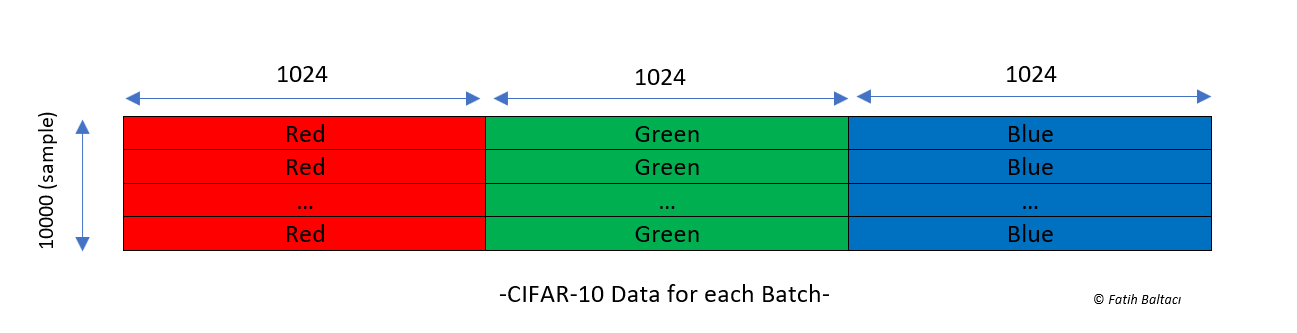 1024 1024 1024
10000 (sample)
Red Green Blue
Red Green Blue
... ... ...
Red Green Blue
-CIFAR-10 Data for each Batch-
© Fatih Baltacı